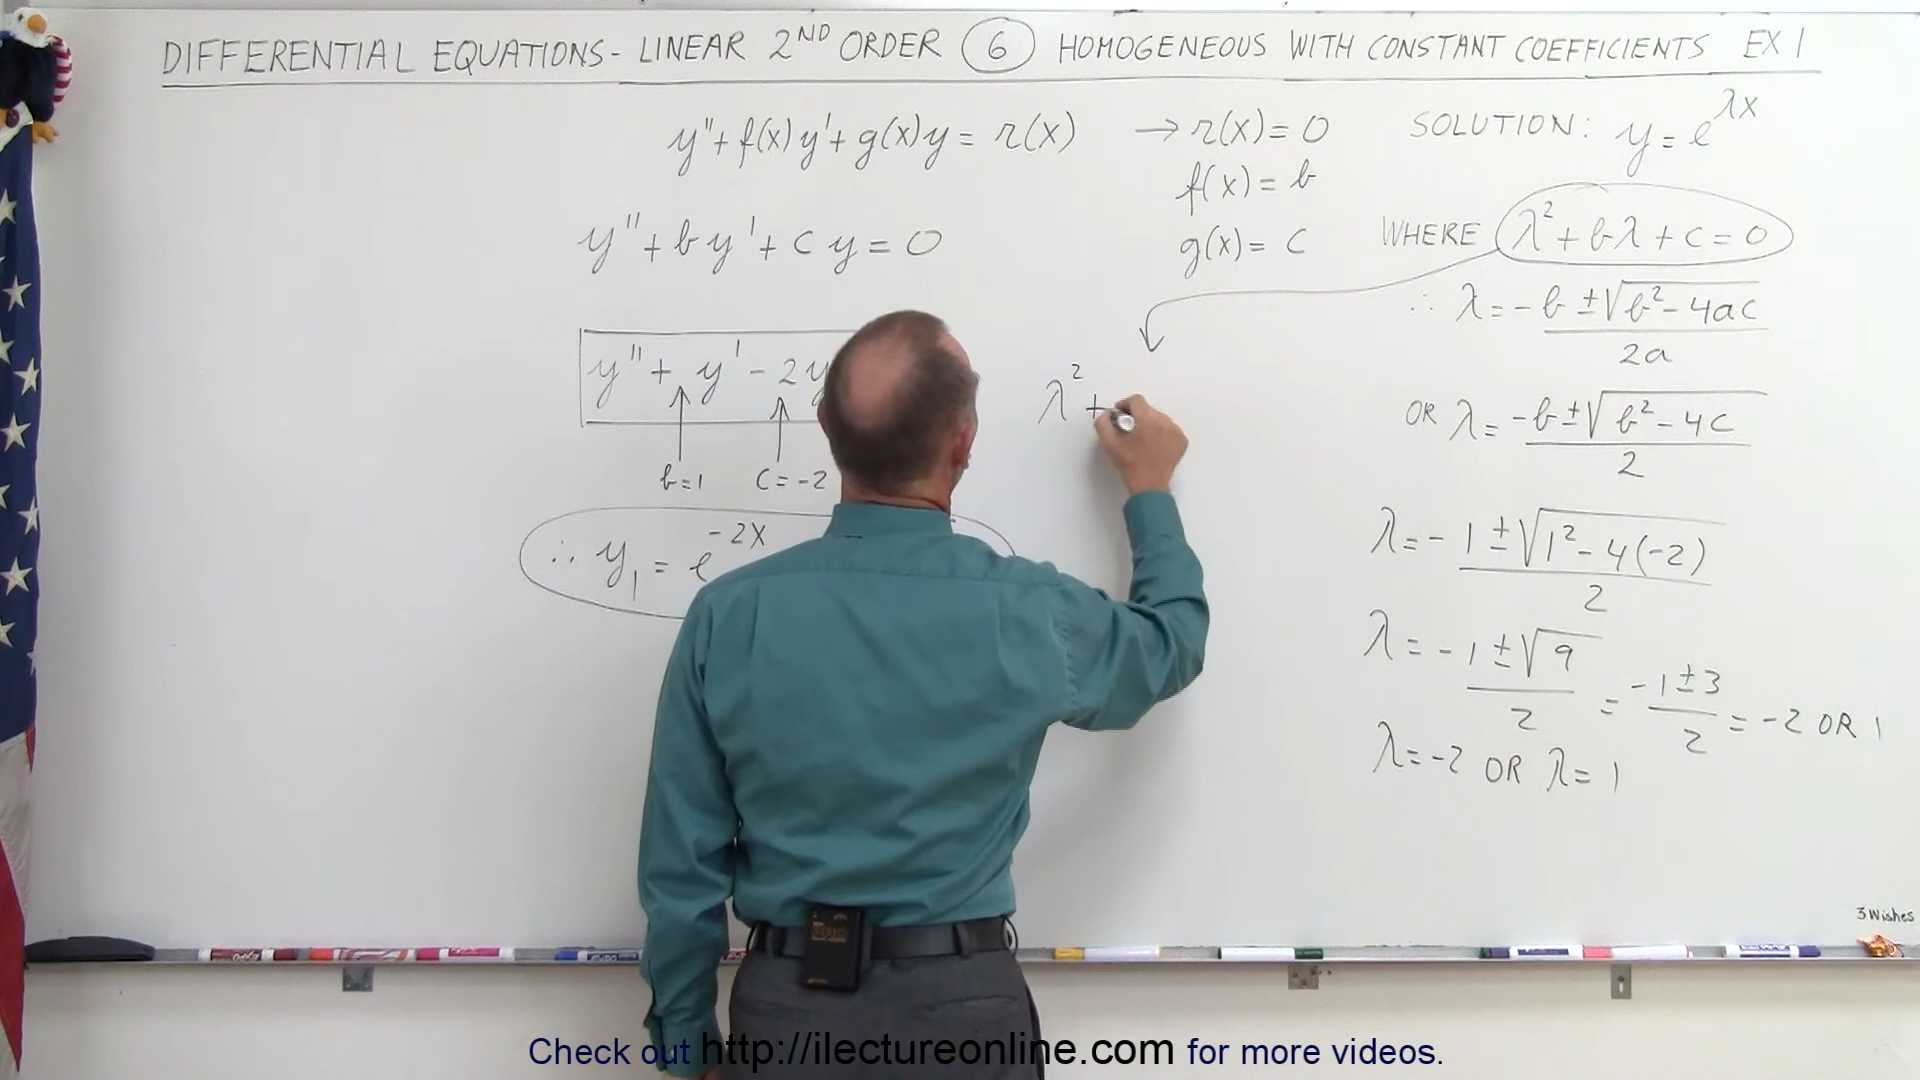 DIFFERENTIAL EQUATIONS - LINEAR 2ND ORDER 6 HOMOGENEOUS WITH CONSTANT COEFFICIENTS EX 1
y" + f(x) y' + g(x) y = r(x) → r(x) = 0
f(x) = b
g(x) = c
y" + b y' + c y = 0
y" + y' - 2y
b = 1 c = -2
∴ y₁ = e^-2x
λ² +
SOLUTION: y = e^λx
WHERE λ² + bλ + c = 0
∴ λ = -b ± √b² - 4ac / 2a
OR λ = -b ± √b² - 4c / 2
λ = -1 ± √1² - 4(-2) / 2
λ = -1 ± √9 / 2 = -1 ± 3 / 2 = -2 OR 1
λ = -2 OR λ = 1
3 Wishes
Check out http://ilectureonline.com for more videos.